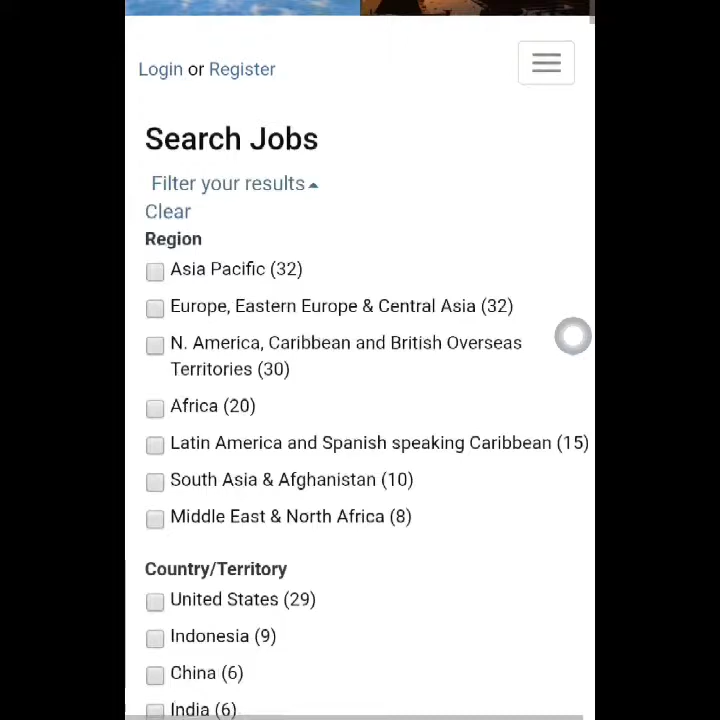 Login or Register
Search Jobs
Filter your results
Clear
Region
Asia Pacific (32)
Europe, Eastern Europe & Central Asia (32)
N. America, Caribbean and British Overseas
Territories (30)
Africa (20)
Latin America and Spanish speaking Caribbean (15)
South Asia & Afghanistan (10)
Middle East & North Africa (8)
Country/Territory
United States (29)
Indonesia (9)
China (6)
India (6)